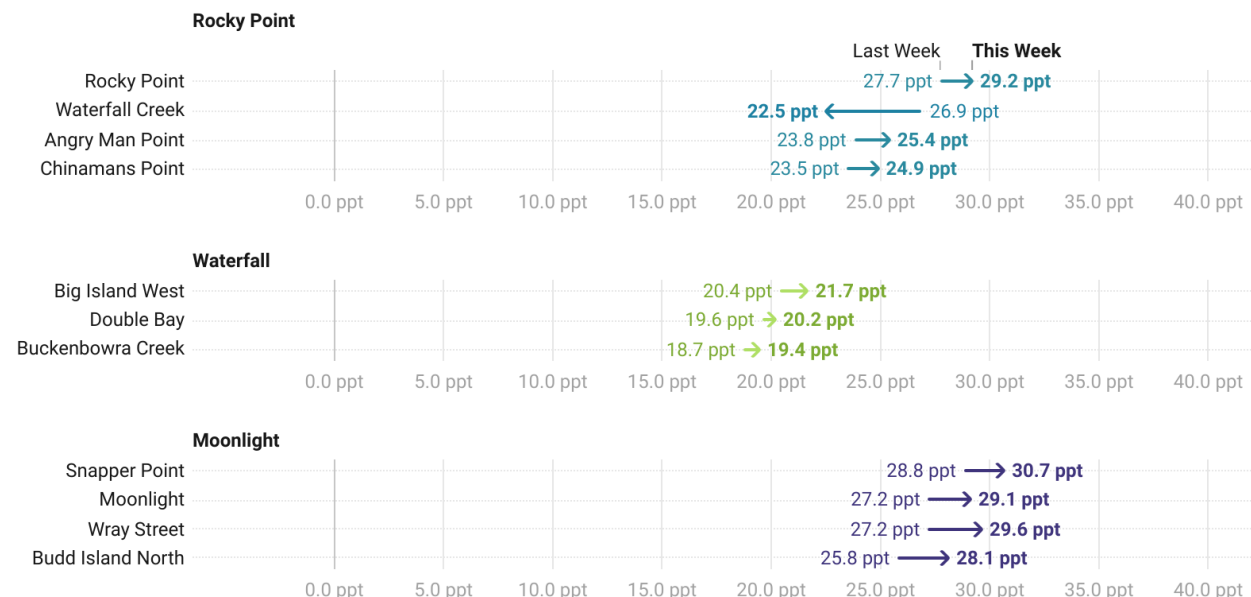 Rocky Point
Last Week This Week
Rocky Point 27.7 ppt 29.2 ppt
Waterfall Creek 22.5 ppt 26.9 ppt
Angry Man Point 23.8 ppt 25.4 ppt
Chinamans Point 23.5 ppt 24.9 ppt
0.0 ppt 5.0 ppt 10.0 ppt 15.0 ppt 20.0 ppt 25.0 ppt 30.0 ppt 35.0 ppt 40.0 ppt
Waterfall
Big Island West 20.4 ppt 21.7 ppt
Double Bay 19.6 ppt 20.2 ppt
Buckenbowra Creek 18.7 ppt 19.4 ppt
0.0 ppt 5.0 ppt 10.0 ppt 15.0 ppt 20.0 ppt 25.0 ppt 30.0 ppt 35.0 ppt 40.0 ppt
Moonlight
Snapper Point 28.8 ppt 30.7 ppt
Moonlight 27.2 ppt 29.1 ppt
Wray Street 27.2 ppt 29.6 ppt
Budd Island North 25.8 ppt 28.1 ppt
0.0 ppt 5.0 ppt 10.0 ppt 15.0 ppt 20.0 ppt 25.0 ppt 30.0 ppt 35.0 ppt 40.0 ppt